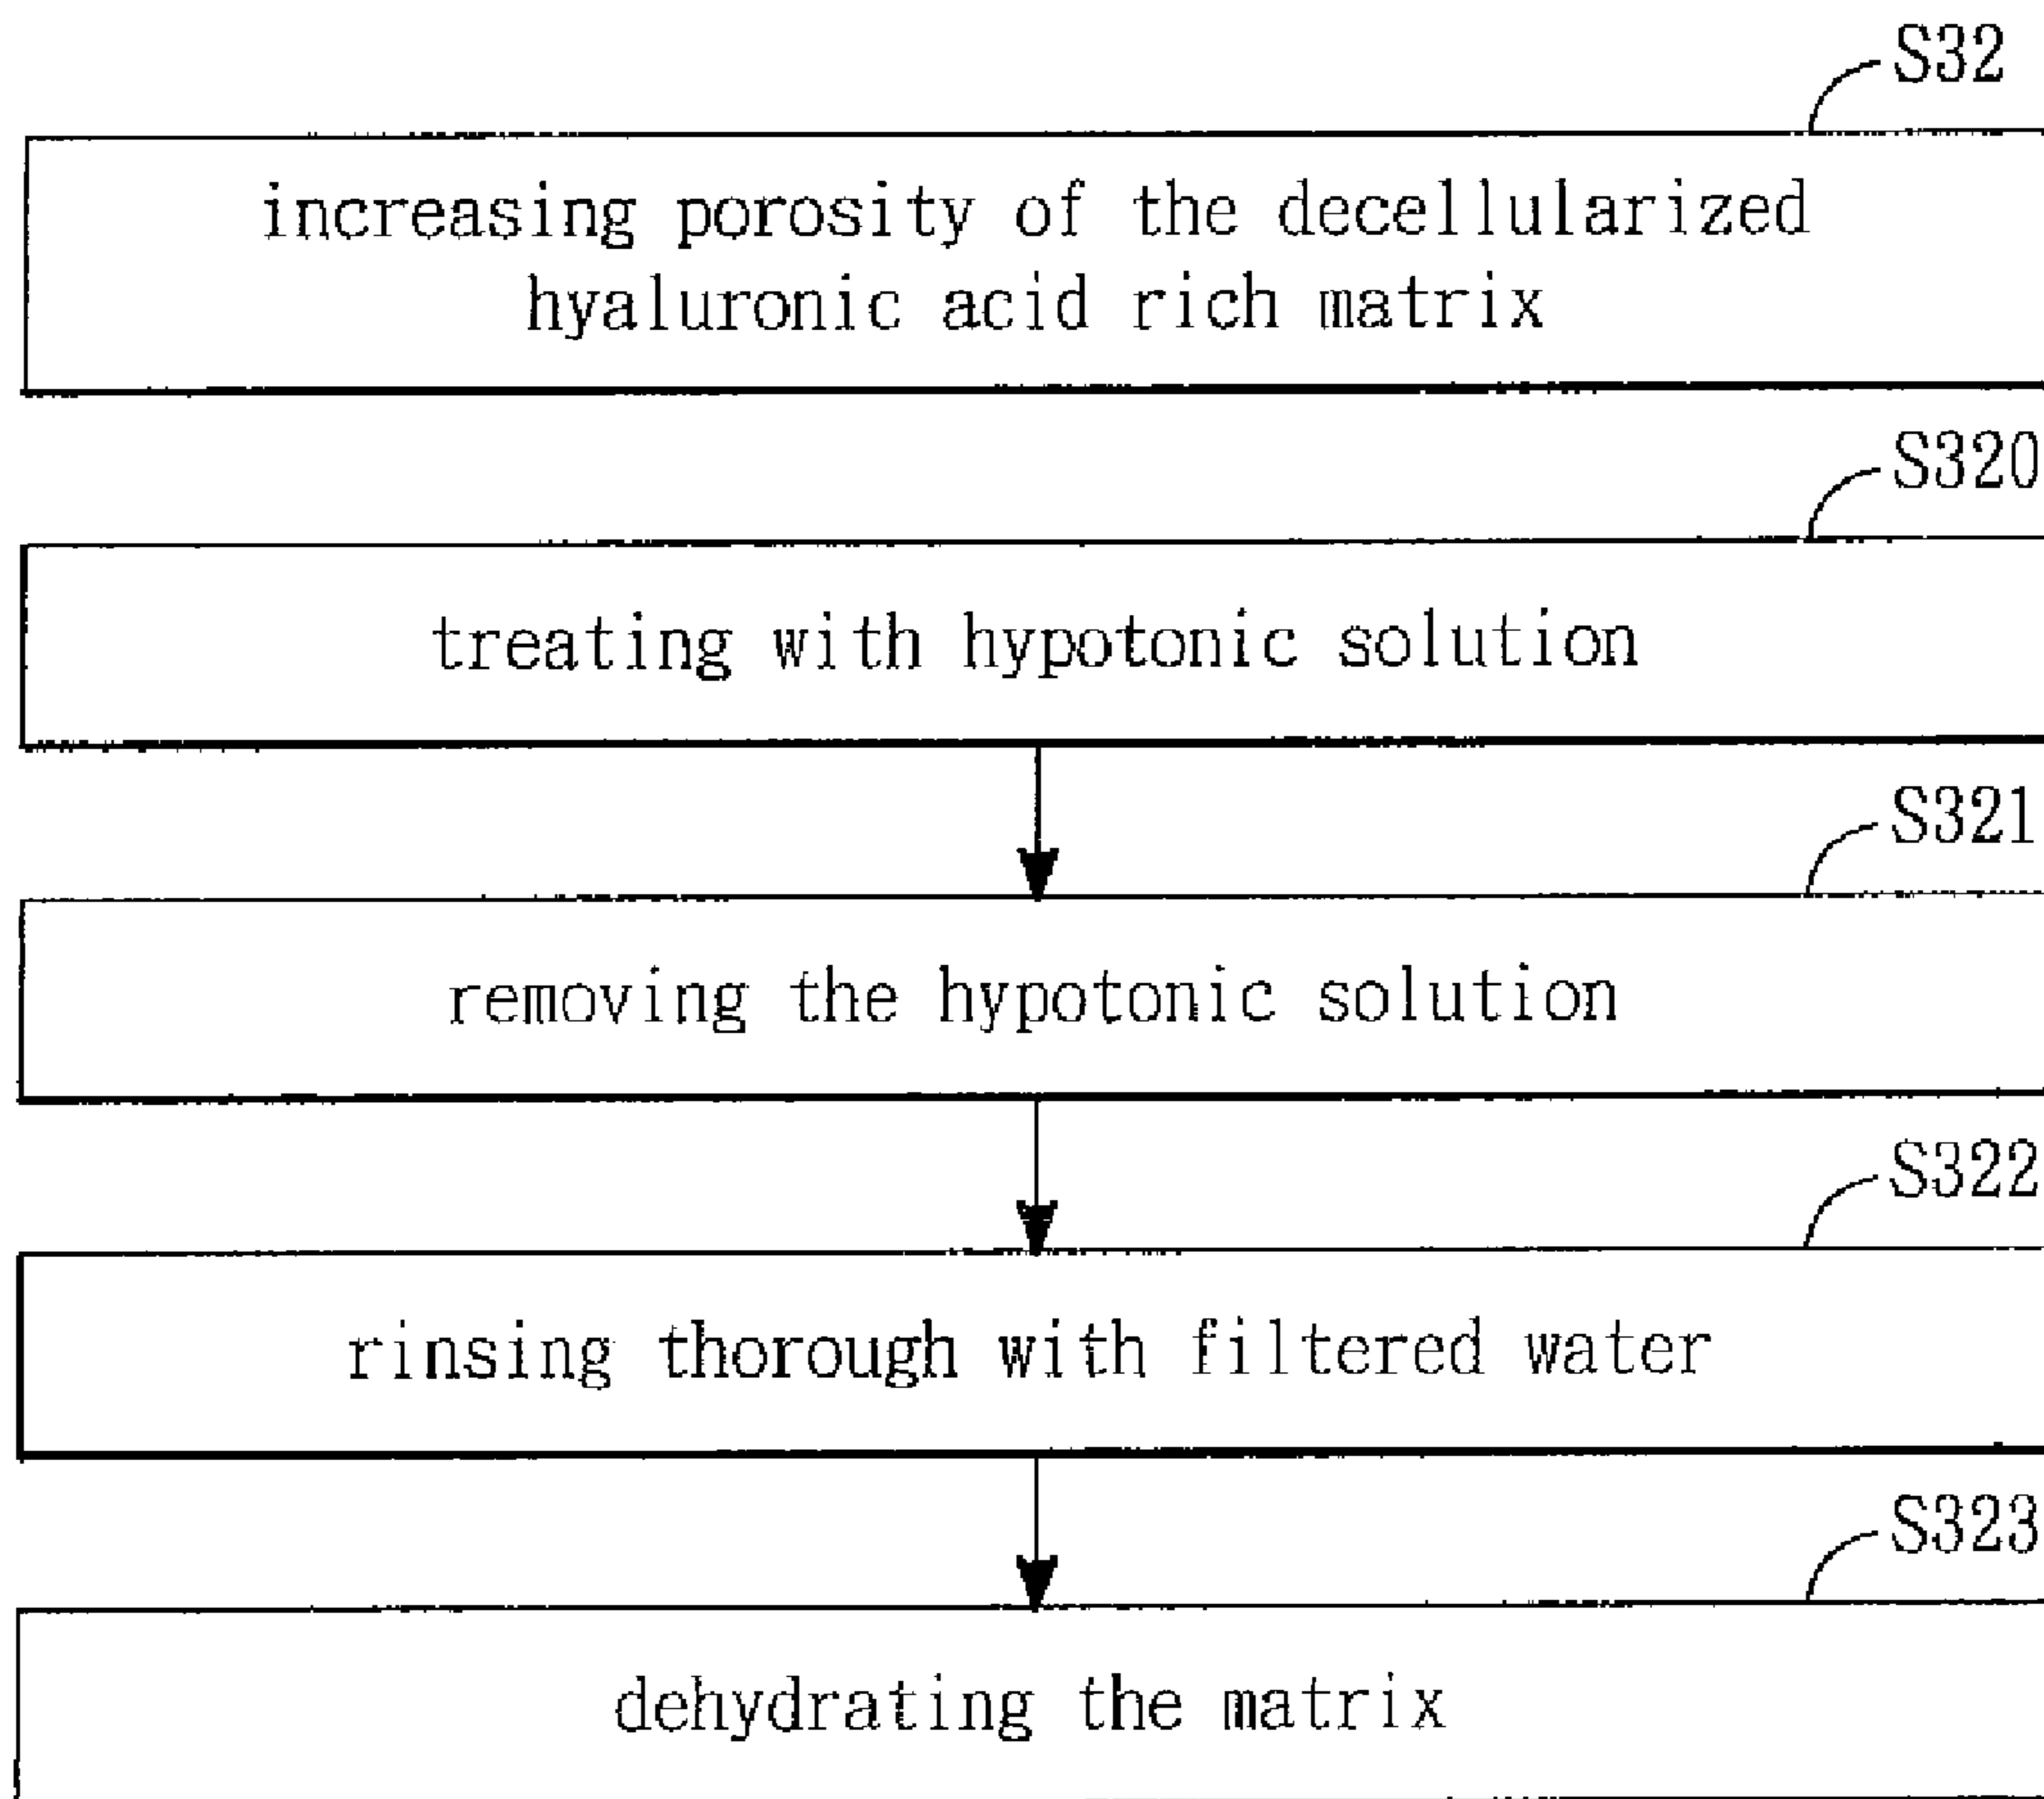 S32
increasing porosity of the decellularized
hyaluronic acid rich matrix
S320
treating with hypotonic solution
S321
removing the hypotonic solution
S322
rinsing thorough with filtered water
S323
dehydrating the matrix